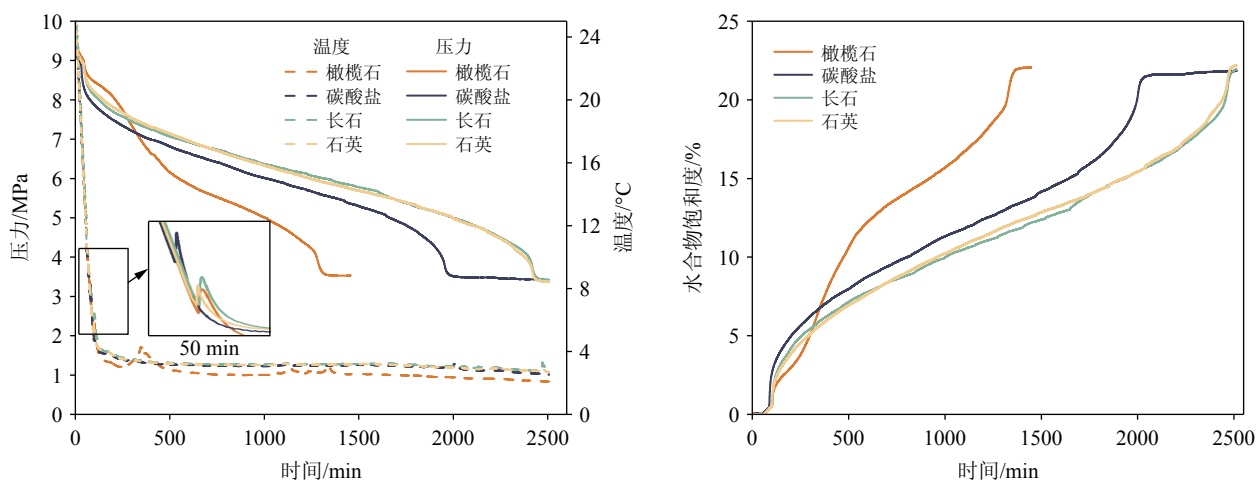 10
9
8
7
6
5
4
3
2
1
0
压力/MPa
温度 压力
橄榄石 橄榄石
碳酸盐 碳酸盐
长石 长石
石英 石英
50 min
24
20
16
12
8
4
0
温度/°C
0 500 1000 1500 2000 2500
时间/min
25
20
15
10
5
0
水合物饱和度/%
橄榄石
碳酸盐
长石
石英
0 500 1000 1500 2000 2500
时间/min